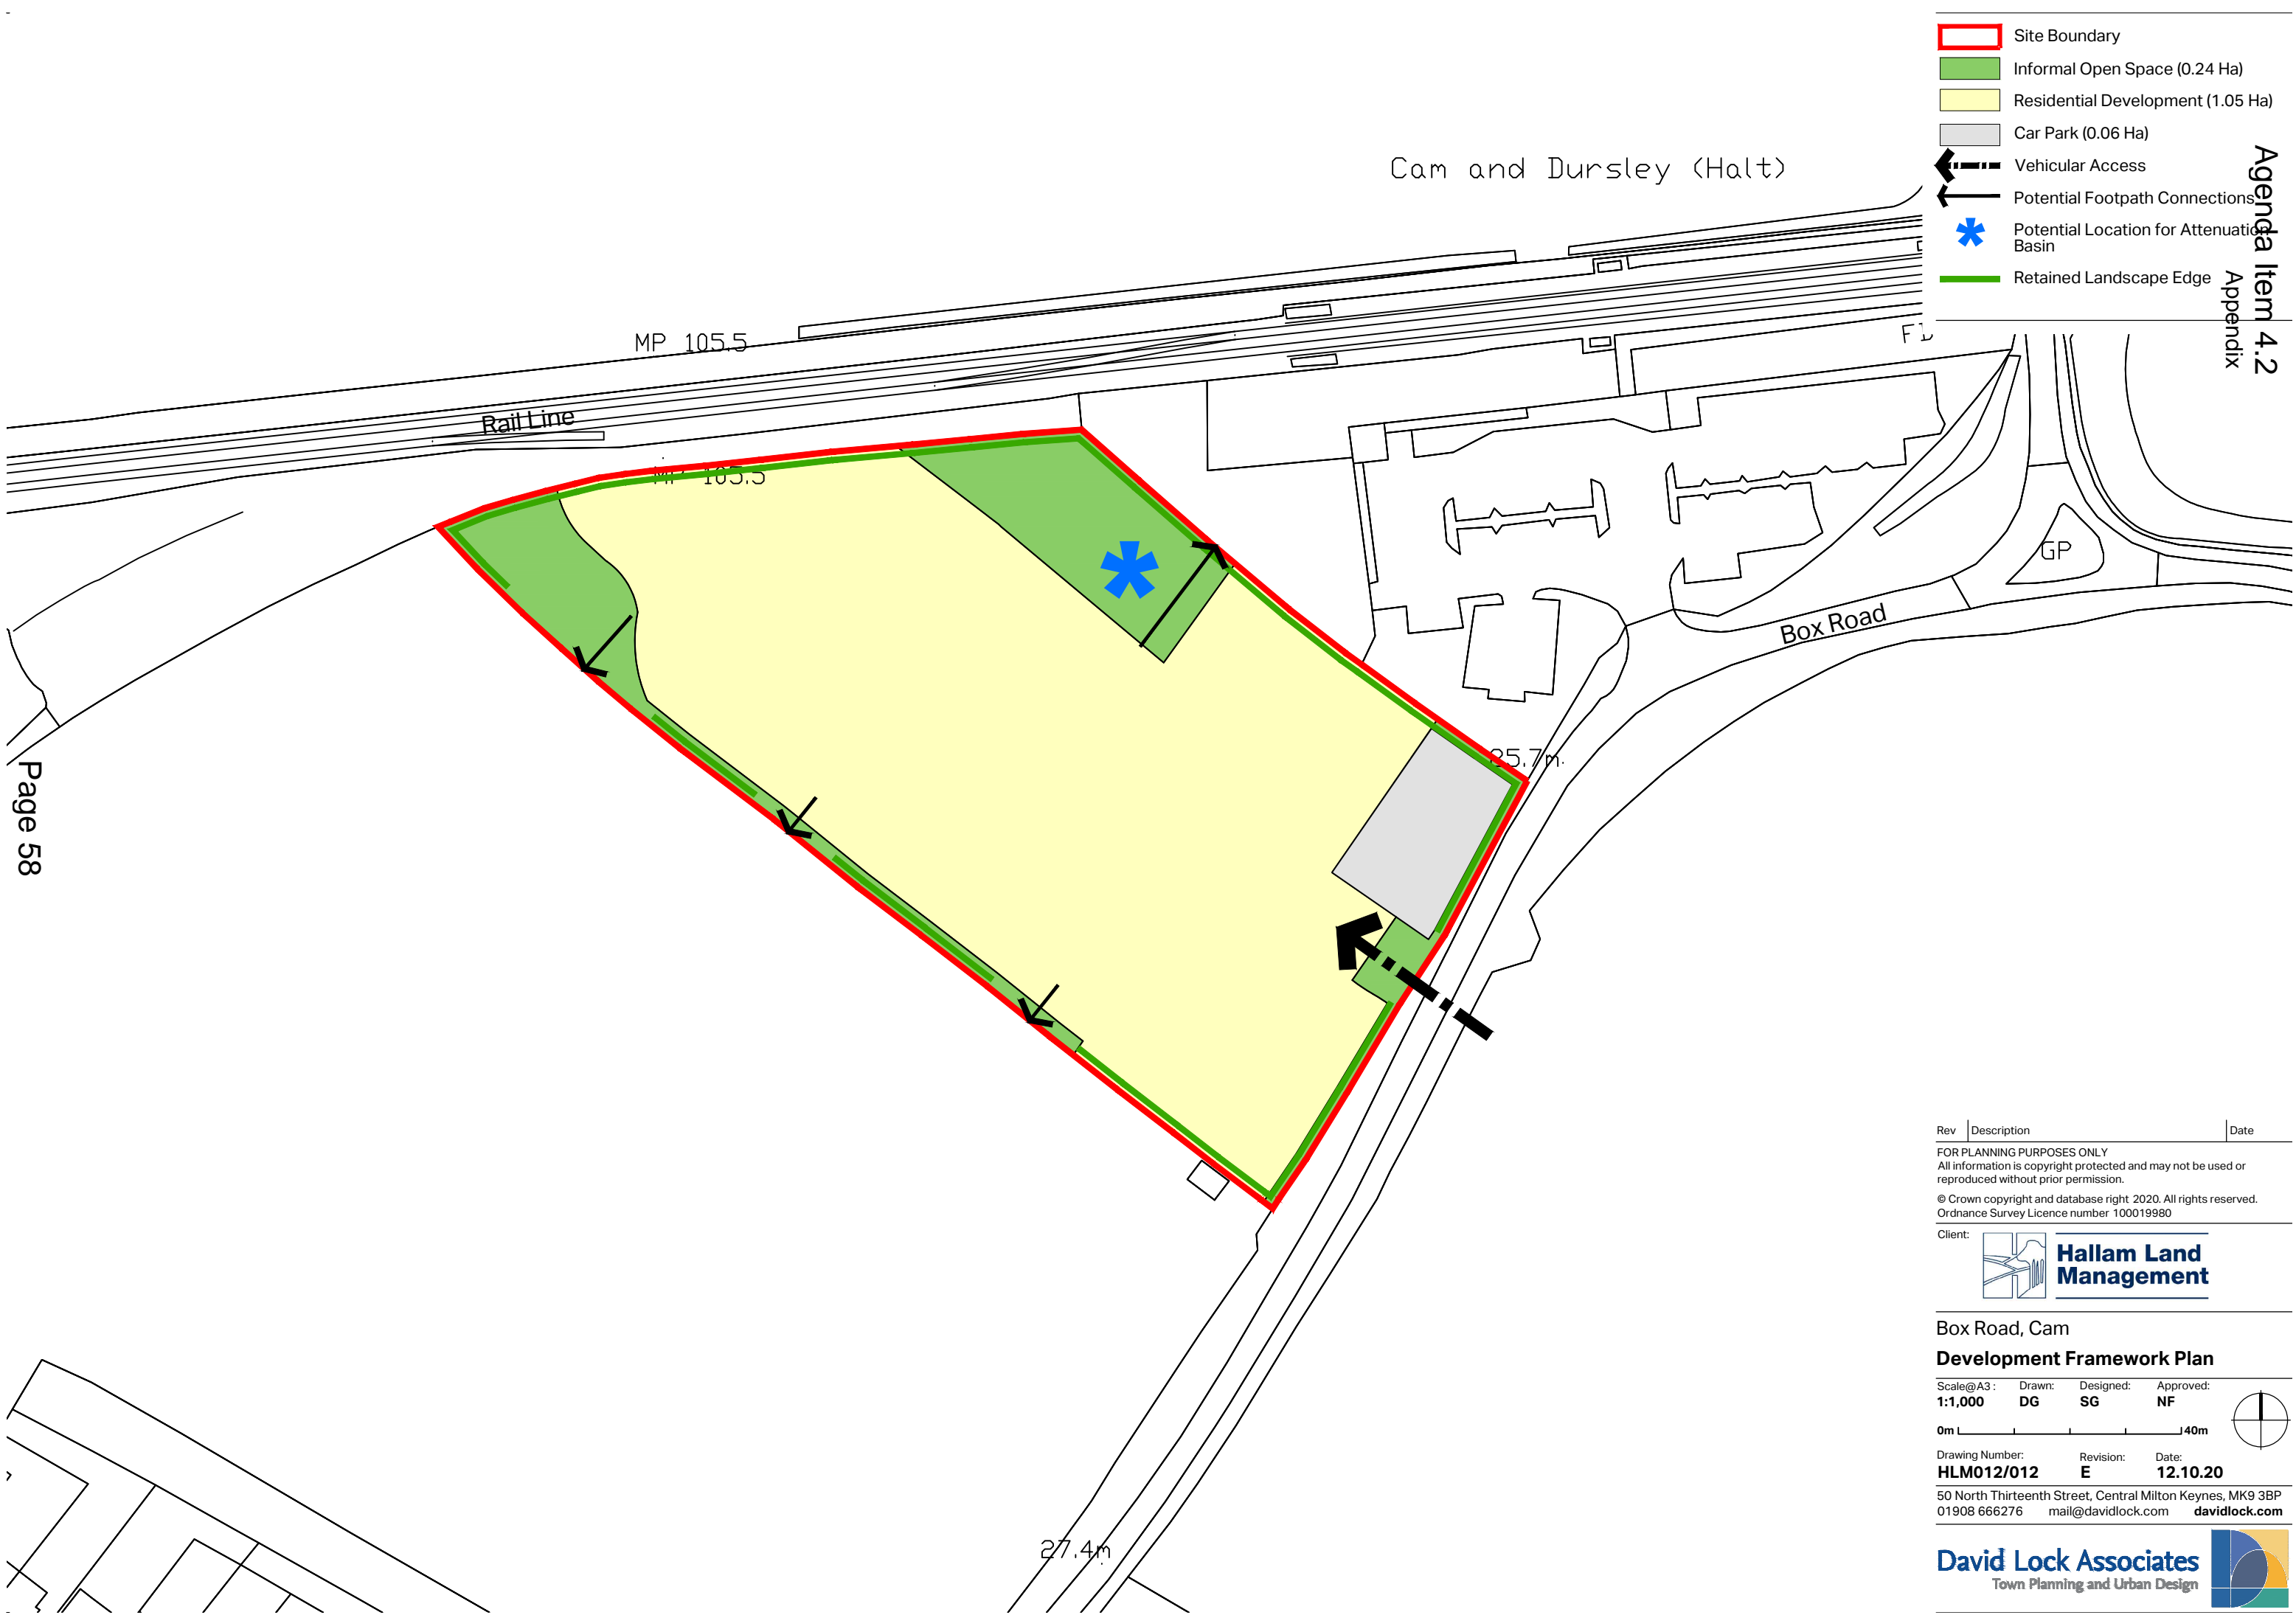 Site Boundary
Informal Open Space (0.24 Ha)
Residential Development (1.05 Ha)
Car Park (0.06 Ha)
Vehicular Access
Potential Footpath Connections
Potential Location for Attenuation
Basin
Retained Landscape Edge
Agenda Item 4.2
Appendix
Cam and Dursley (Halt)
MP 105.5
Rail Line
MP 105.5
GP
Box Road
85.7m
27.4m
Page 58
Rev Description Date
FOR PLANNING PURPOSES ONLY
All information is copyright protected and may not be used or
reproduced without prior permission.
© Crown copyright and database right 2020. All rights reserved.
Ordnance Survey Licence number 100019980
Client:
Hallam Land
Management
Box Road, Cam
Development Framework Plan
Scale@A3 : Drawn: Designed: Approved:
1:1,000 DG SG NF
0m 40m
Drawing Number: Revision: Date:
HLM012/012 E 12.10.20
50 North Thirteenth Street, Central Milton Keynes, MK9 3BP
01908 666276 mail@davidlock.com davidlock.com
David Lock Associates
Town Planning and Urban Design